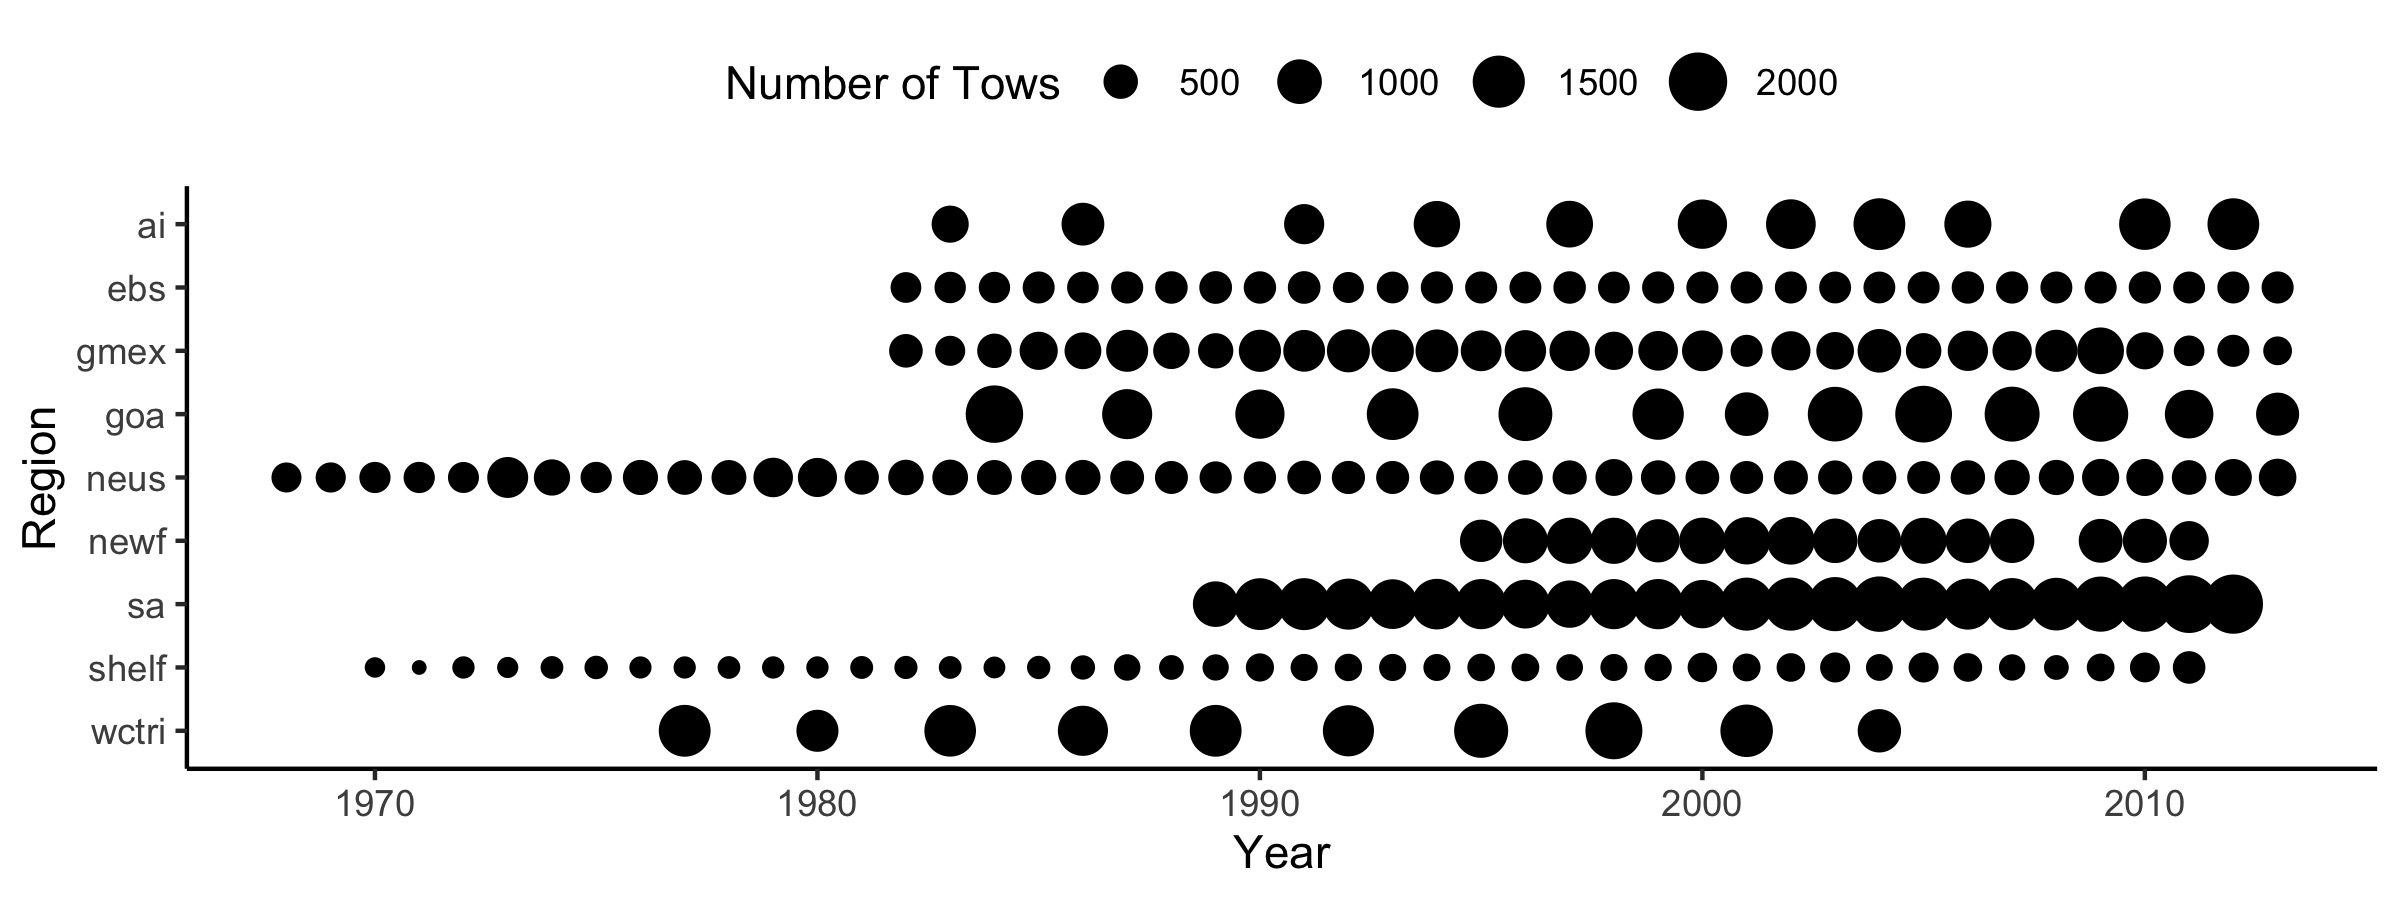 Number of Tows 500 1000 1500 2000
Region
ai
ebs
gmex
goa
neus
newf
sa
shelf
wctri
1970 1980 1990 2000 2010
Year